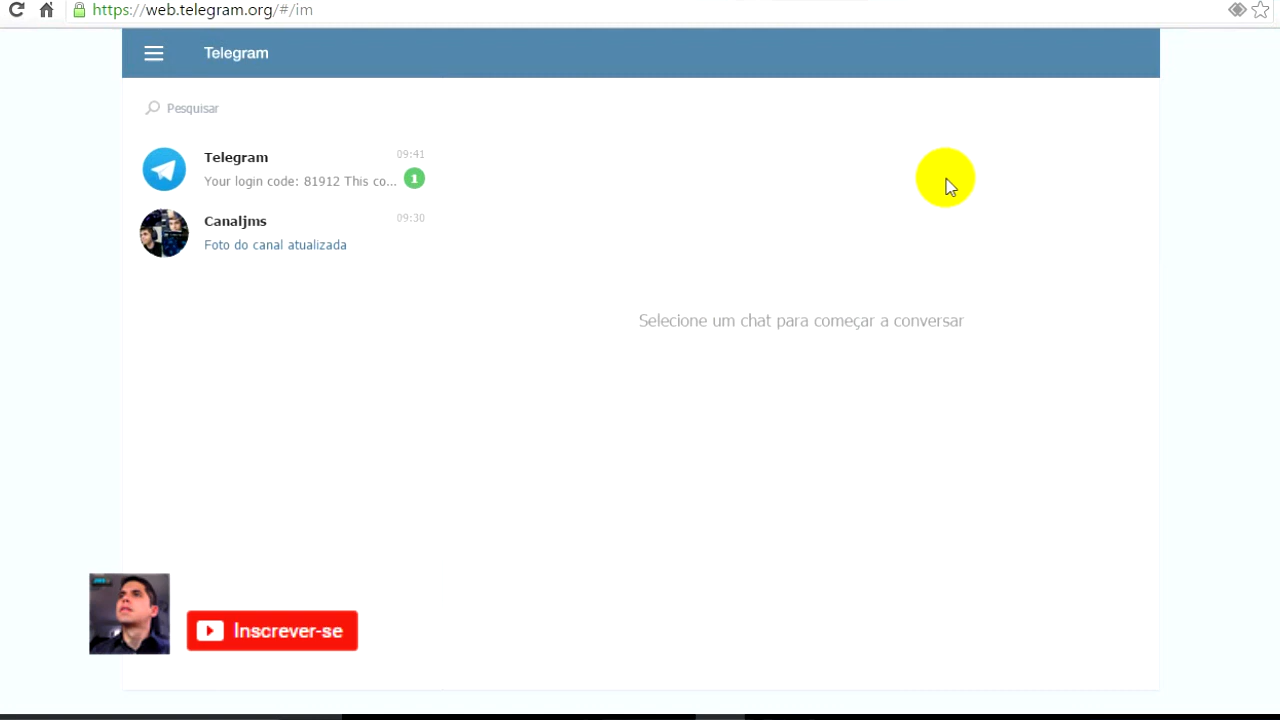 https://web.telegram.org/#/im
Telegram
Pesquisar
Telegram 09:41
Your login code: 81912 This co... 1
Canaljms 09:30
Foto do canal atualizada
Selecione um chat para começar a conversar
Inscrever-se